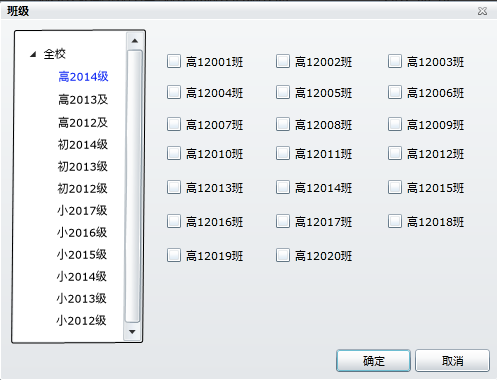 班级
全校
高2014级
高2013及
高2012及
初2014级
初2013级
初2012级
小2017级
小2016级
小2015级
小2014级
小2013级
小2012级
高12001班 高12002班 高12003班
高12004班 高12005班 高12006班
高12007班 高12008班 高12009班
高12010班 高12011班 高12012班
高12013班 高12014班 高12015班
高12016班 高12017班 高12018班
高12019班 高12020班
确定 取消